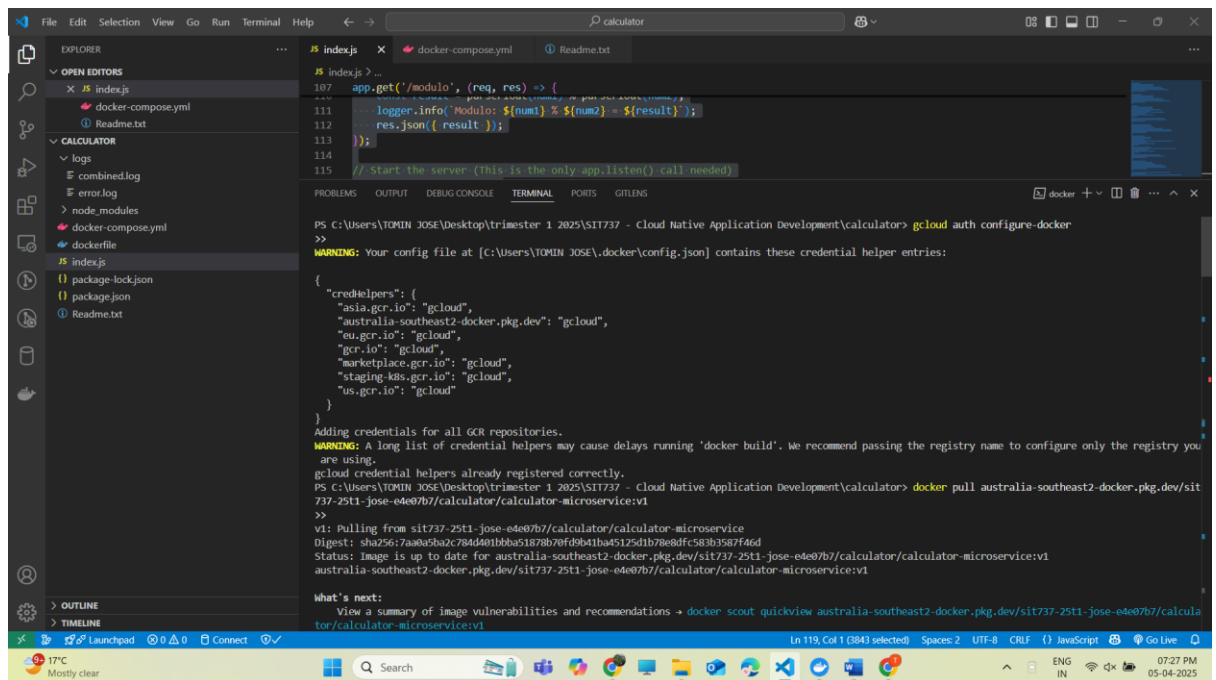 File Edit Selection View Go Run Terminal Help
calculator
EXPLORER
OPEN EDITORS
JS index.js
docker-compose.yml
Readme.txt
CALCULATOR
logs
combined.log
error.log
node_modules
docker-compose.yml
dockerfile
JS index.js
{} package-lock.json
{} package.json
Readme.txt
OUTLINE
TIMELINE
JS index.js docker-compose.yml Readme.txt
JS index.js > ...
107 app.get('/modulo', (req, res) => {
111 logger.info(`Modulo: ${num1} % ${num2} = ${result}`);
112 res.json({ result });
113 });
114
115 // Start the server (This is the only app.listen() call needed)
PROBLEMS OUTPUT DEBUG CONSOLE TERMINAL PORTS GITLENS
docker
PS C:\Users\TOMIN JOSE\Desktop\trimester 1 2025\SIT737 - Cloud Native Application Development\calculator> gcloud auth configure-docker
>>
WARNING: Your config file at [C:\Users\TOMIN JOSE\.docker\config.json] contains these credential helper entries:
{
"credHelpers": {
"asia.gcr.io": "gcloud",
"australia-southeast2-docker.pkg.dev": "gcloud",
"eu.gcr.io": "gcloud",
"gcr.io": "gcloud",
"marketplace.gcr.io": "gcloud",
"staging-k8s.gcr.io": "gcloud",
"us.gcr.io": "gcloud"
}
}
Adding credentials for all GCR repositories.
WARNING: A long list of credential helpers may cause delays running 'docker build'. We recommend passing the registry name to configure only the registry you
are using.
gcloud credential helpers already registered correctly.
PS C:\Users\TOMIN JOSE\Desktop\trimester 1 2025\SIT737 - Cloud Native Application Development\calculator> docker pull australia-southeast2-docker.pkg.dev/sit
737-25t1-jose-e4e07b7/calculator/calculator-microservice:v1
>>
v1: Pulling from sit737-25t1-jose-e4e07b7/calculator/calculator-microservice
Digest: sha256:7aa0a5ba2c784d401bbba51878b70fd9b41ba45125d1b78e8dfc583b3587f46d
Status: Image is up to date for australia-southeast2-docker.pkg.dev/sit737-25t1-jose-e4e07b7/calculator/calculator-microservice:v1
australia-southeast2-docker.pkg.dev/sit737-25t1-jose-e4e07b7/calculator/calculator-microservice:v1
What's next:
View a summary of image vulnerabilities and recommendations → docker scout quickview australia-southeast2-docker.pkg.dev/sit737-25t1-jose-e4e07b7/calcula
tor/calculator-microservice:v1
Launchpad 0 0 Connect Ln 119, Col 1 (3843 selected) Spaces: 2 UTF-8 CRLF {} JavaScript Go Live
17°C
Mostly clear
Search
ENG
IN
07:27 PM
05-04-2025